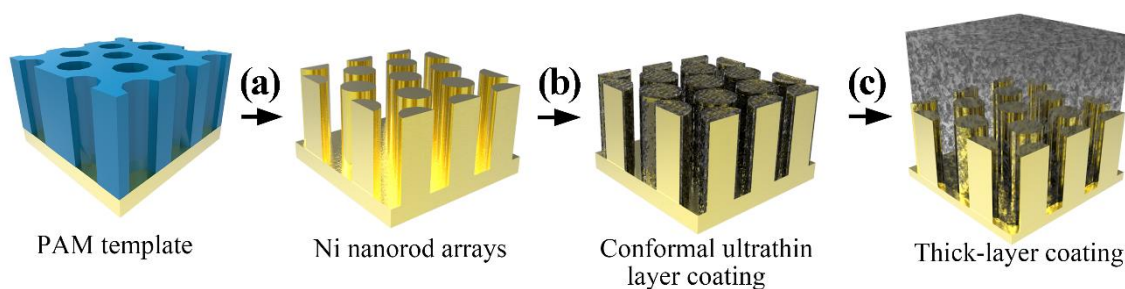 (a)
(b)
(c)
PAM template
Ni nanorod arrays
Conformal ultrathin
layer coating
Thick-layer coating